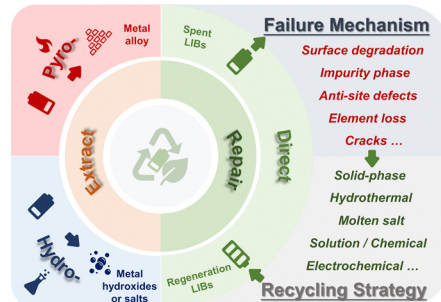 Pyro-
Metal
alloy
Spent
LIBs
Failure Mechanism
Surface degradation
Impurity phase
Anti-site defects
Element loss
Cracks ...
Extract
Repair
Direct
Solid-phase
Hydrothermal
Molten salt
Solution / Chemical
Electrochemical ...
Hydro-
Metal
hydroxides
or salts
Regeneration
LIBs
Recycling Strategy